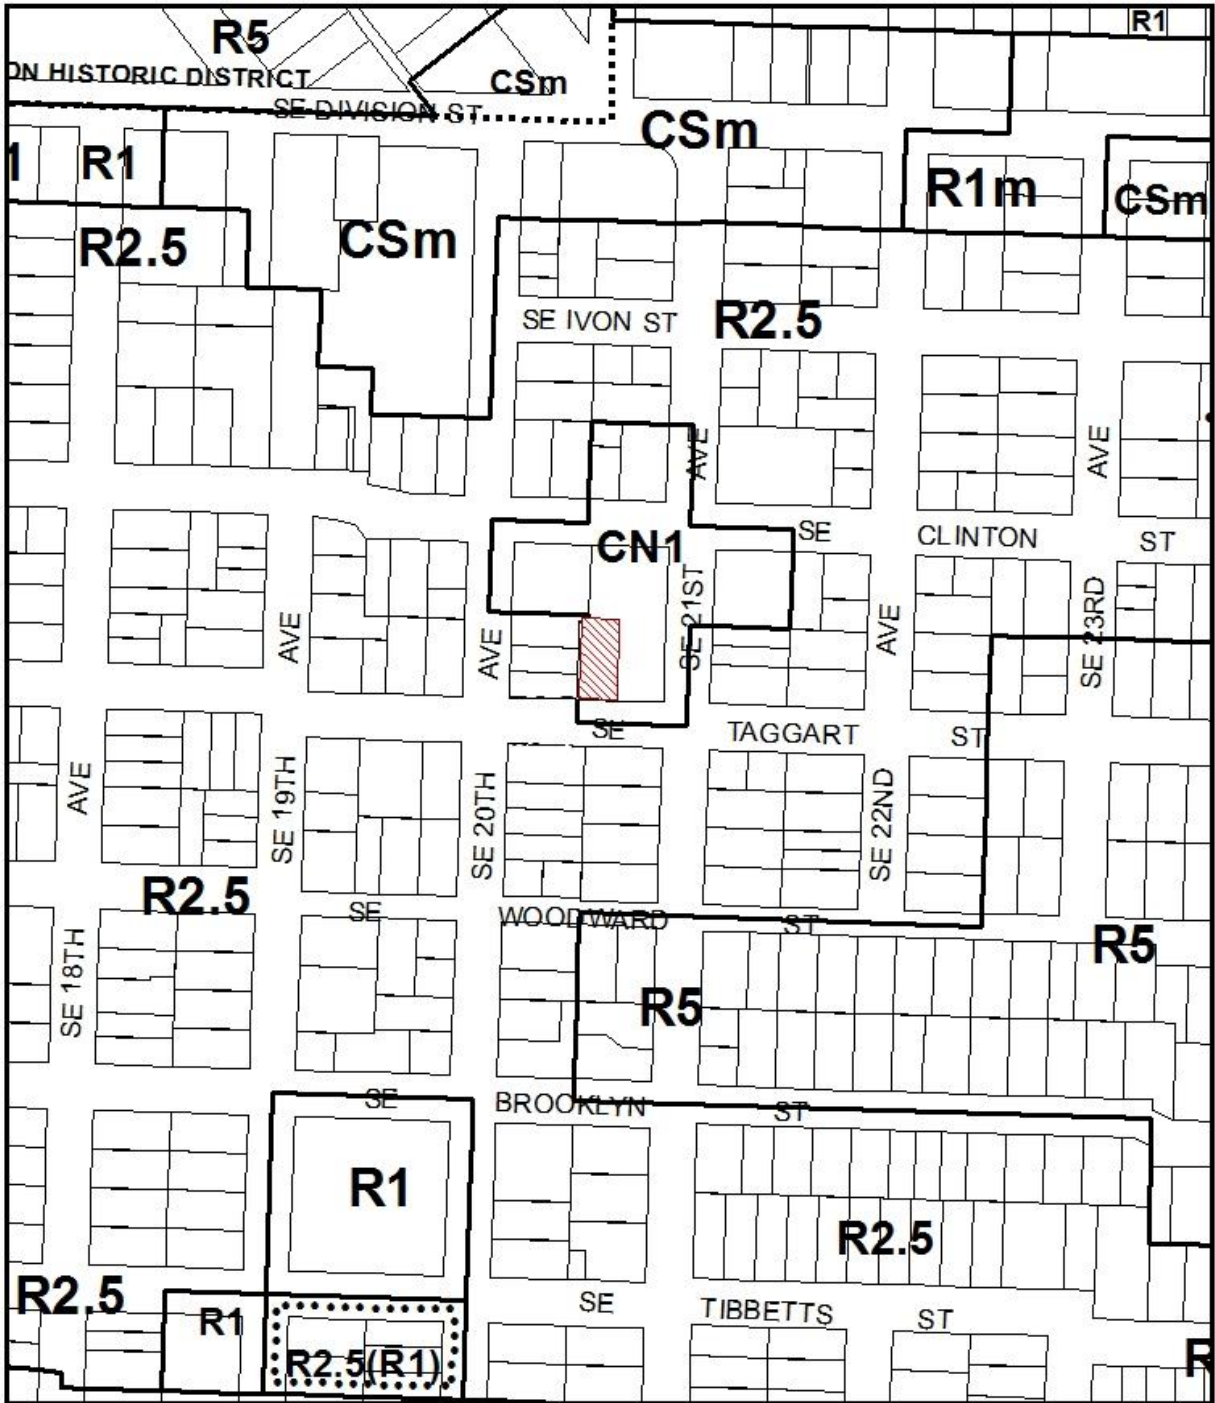 R5
R1
ON HISTORIC DISTRICT
CSm
SE DIVISION ST
CSm
1
R1
R1m
CSm
R2.5
CSm
SE IVON ST
R2.5
AVE
AVE
SE CLINTON ST
CN1
SE 21ST
AVE
AVE
AVE
SE 23RD
SE TAGGART ST
AVE
SE 19TH
SE 20TH
SE 22ND
R2.5
SE WOODWARD ST
R5
SE 18TH
R5
SE BROOKLYN ST
R1
R2.5
R2.5
SE TIBBETTS ST
R1
R2.5(R1)
R